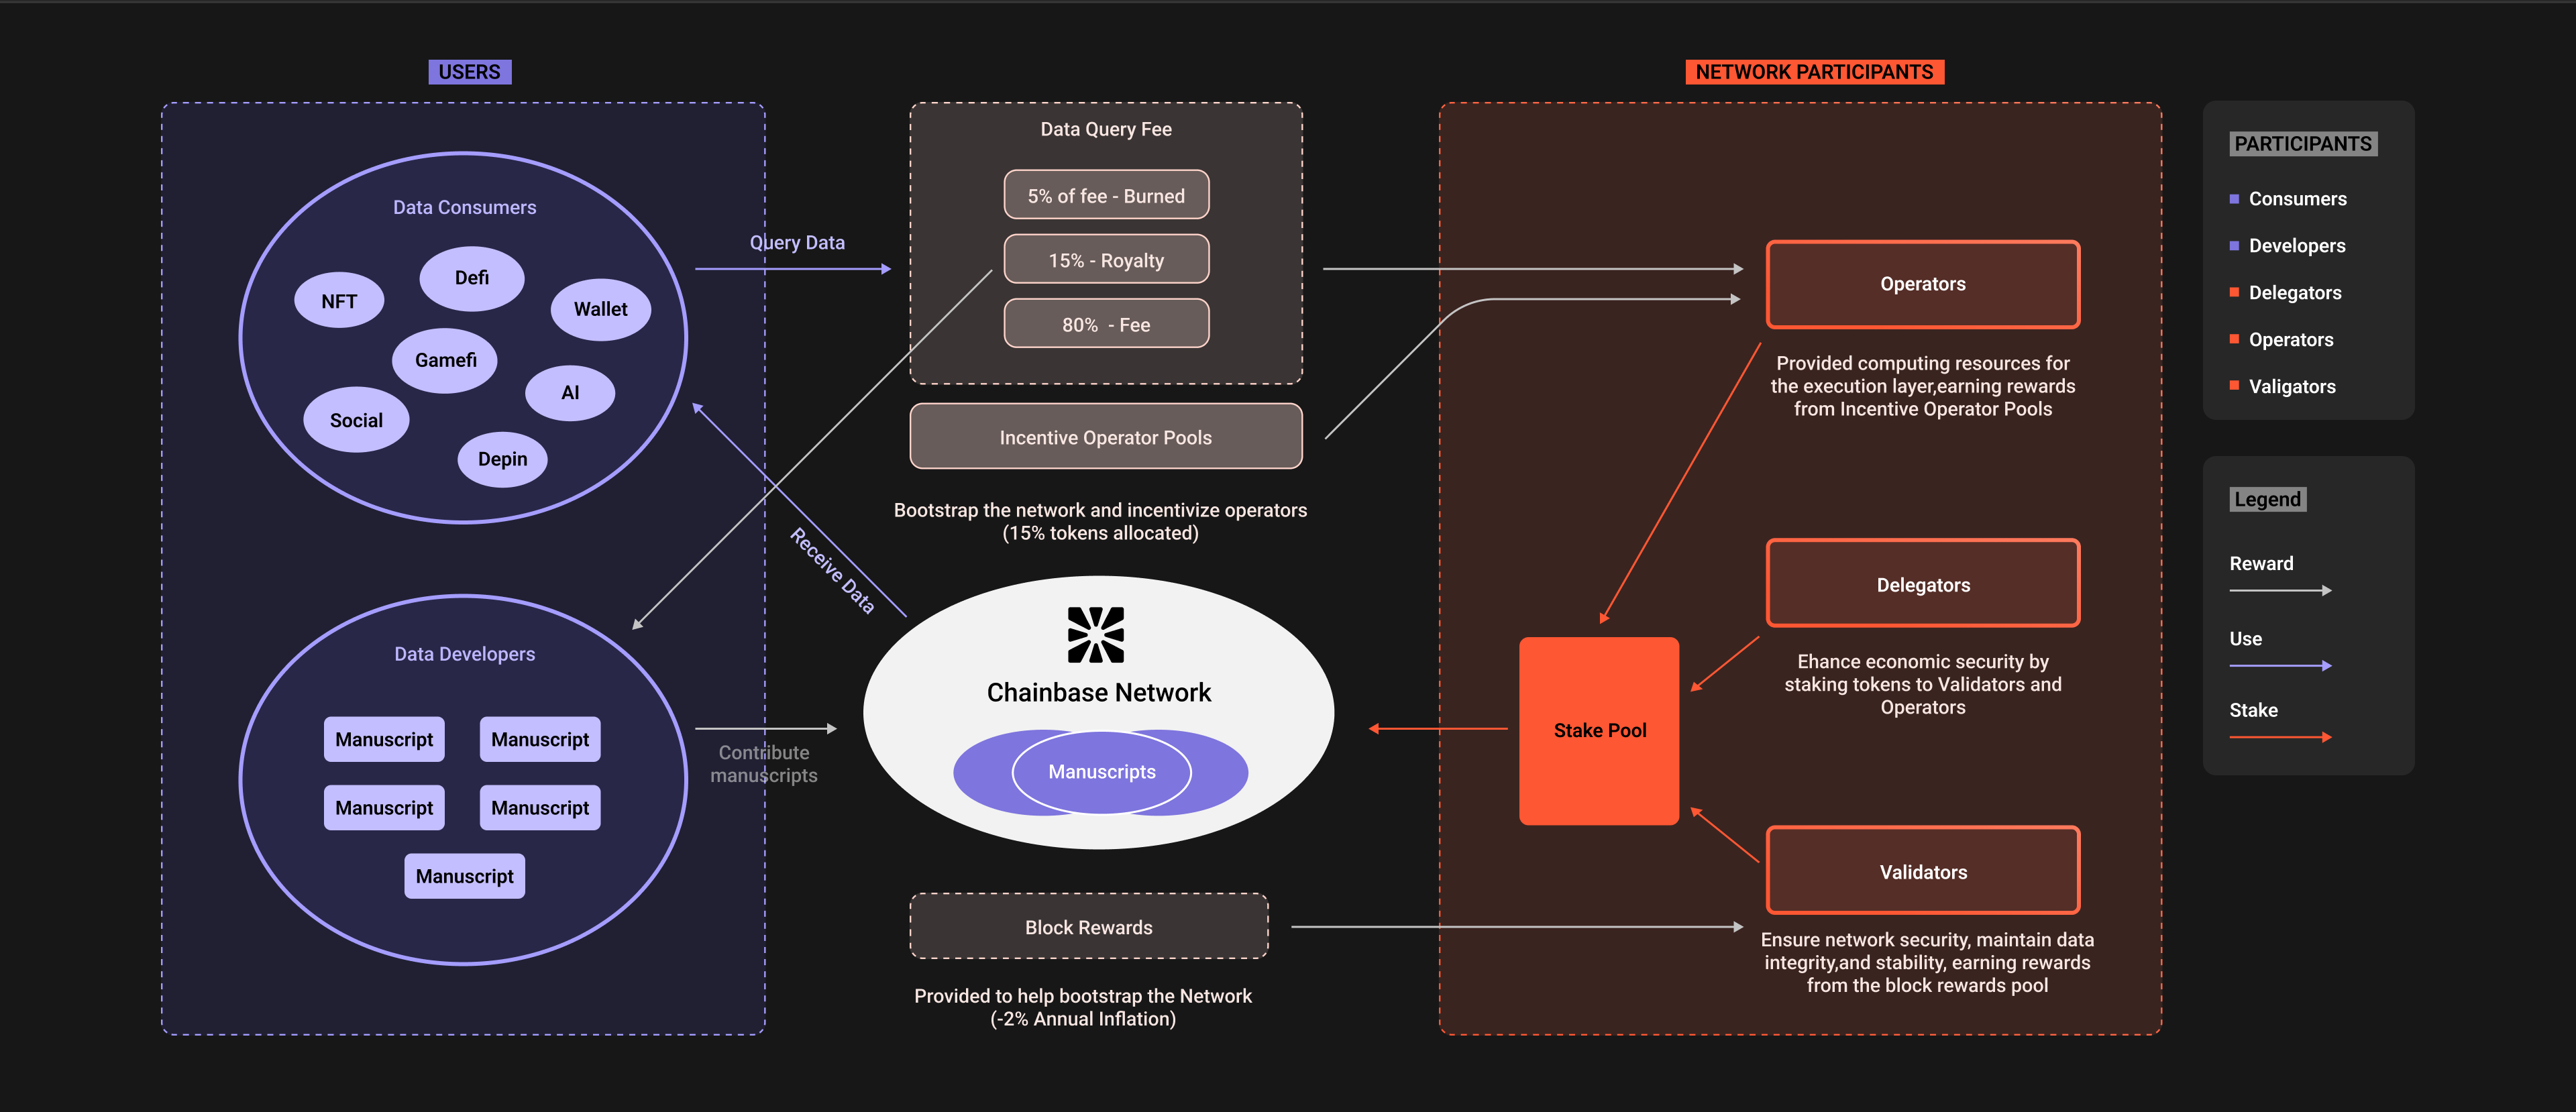 USERS
Data Consumers
NFT
Defi
Wallet
Gamefi
AI
Social
Depin
Data Developers
Manuscript
Manuscript
Manuscript
Manuscript
Manuscript
Query Data
Receive Data
Contribute
manuscripts
Data Query Fee
5% of fee - Burned
15% - Royalty
80%  - Fee
Incentive Operator Pools
Bootstrap the network and incentivize operators
(15% tokens allocated)
Chainbase Network
Manuscripts
Block Rewards
Provided to help bootstrap the Network
(-2% Annual Inflation)
NETWORK PARTICIPANTS
Operators
Provided computing resources for
the execution layer,earning rewards
from Incentive Operator Pools
Delegators
Ehance economic security by
staking tokens to Validators and
Operators
Stake Pool
Validators
Ensure network security, maintain data
integrity,and stability, earning rewards
from the block rewards pool
PARTICIPANTS
Consumers
Developers
Delegators
Operators
Valigators
Legend
Reward
Use
Stake